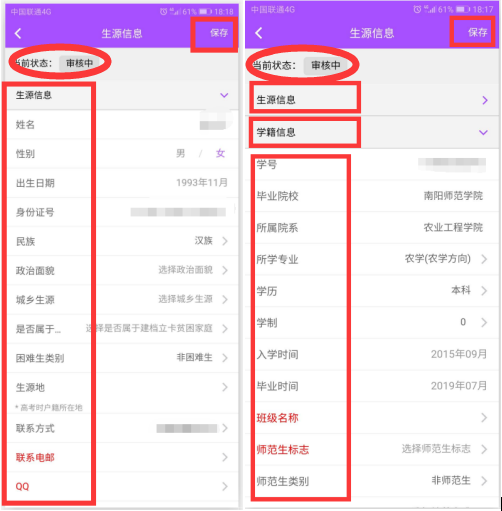 中国联通4G 61% 18:18
生源信息 保存
当前状态： 审核中
生源信息
姓名
性别 男 / 女
出生日期 1993年11月
身份证号
民族 汉族
政治面貌 选择政治面貌
城乡生源 选择城乡生源
是否属于... 选择是否属于建档立卡贫困家庭
困难生类别 非困难生
生源地
*高考时户籍所在地
联系方式
联系电邮
QQ
中国联通4G 61% 18:17
生源信息 保存
当前状态： 审核中
生源信息
学籍信息
学号
毕业院校 南阳师范学院
所属院系 农业工程学院
所学专业 农学(农学方向)
学历 本科
学制 0
入学时间 2015年09月
毕业时间 2019年07月
班级名称
师范生标志 选择师范生标志
师范生类别 非师范生